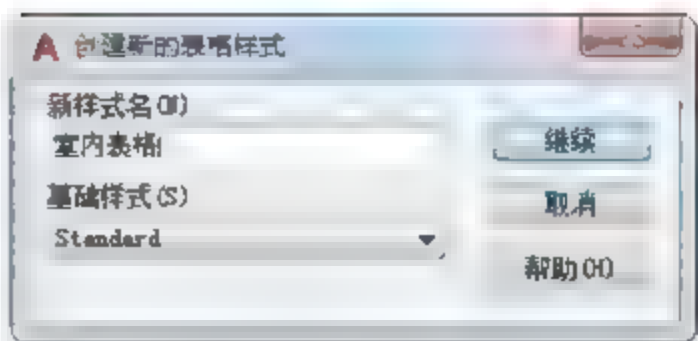 创建新的表格样式
新样式名(N)
室内表格
继续
基础样式(S)
取消
Standard
帮助(H)